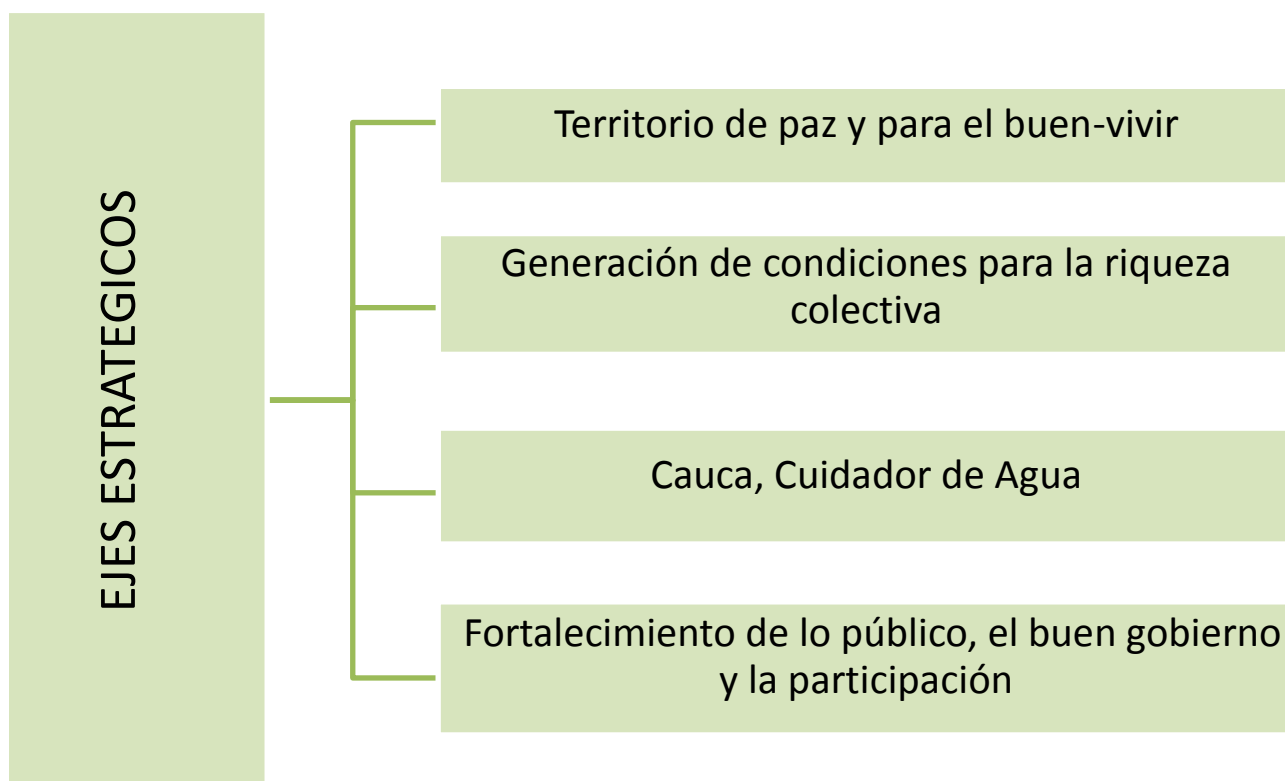 EJES ESTRATEGICOS
Territorio de paz y para el buen-vivir
Generación de condiciones para la riqueza
colectiva
Cauca, Cuidador de Agua
Fortalecimiento de lo público, el buen gobierno
y la participación